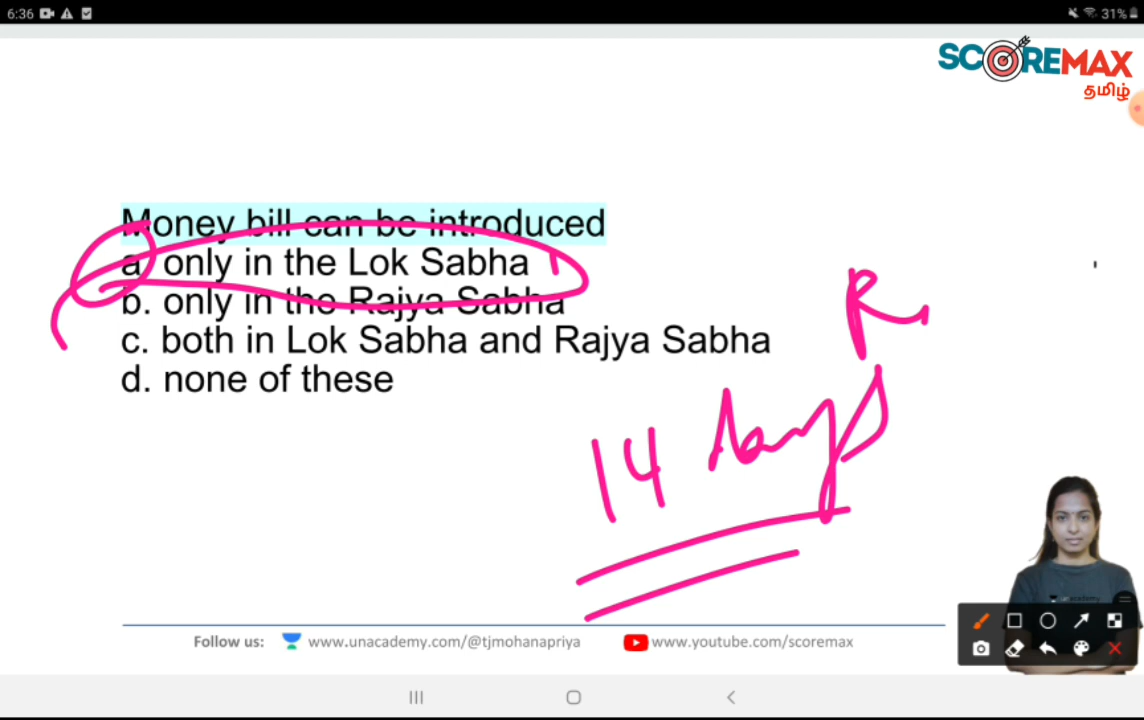 6:36
31%
SCOREMAX
தமிழ்
Money bill can be introduced
a. only in the Lok Sabha
b. only in the Rajya Sabha
c. both in Lok Sabha and Rajya Sabha
d. none of these
R
14 days
unacademy
Follow us: www.unacademy.com/@tjmohanapriya www.youtube.com/scoremax